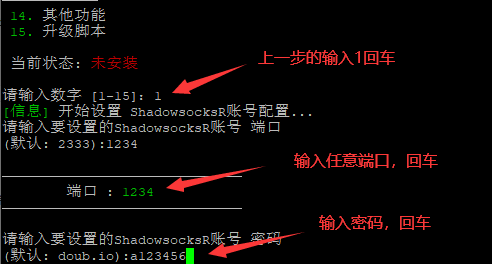 14. 其他功能
15. 升级脚本
当前状态: 未安装
上一步的输入1回车
请输入数字 [1-15]: 1
[信息] 开始设置 ShadowsocksR账号配置...
请输入要设置的ShadowsocksR账号 端口
(默认: 2333):1234
输入任意端口，回车
端口 : 1234
输入密码，回车
请输入要设置的ShadowsocksR账号 密码
(默认: doub.io):a123456